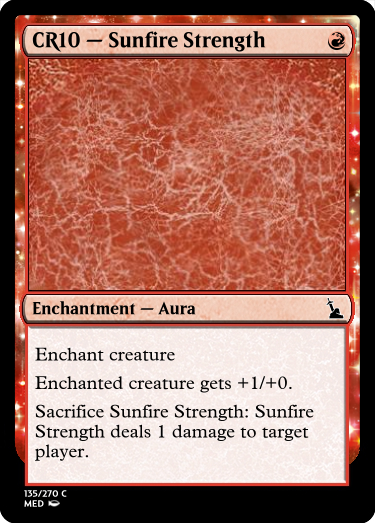 CR10 — Sunfire Strength
Enchantment — Aura
Enchant creature
Enchanted creature gets +1/+0.
Sacrifice Sunfire Strength: Sunfire
Strength deals 1 damage to target
player.
135/270 C
MED